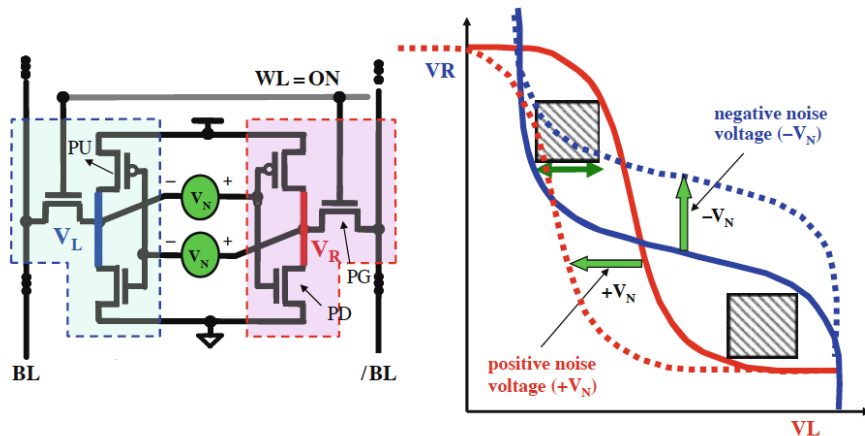 WL=ON
PU
−
V_N
+
−
V_N
+
V_L
V_R
PG
PD
BL
/BL
VR
negative noise
voltage (−V_N)
−V_N
+V_N
positive noise
voltage (+V_N)
VL